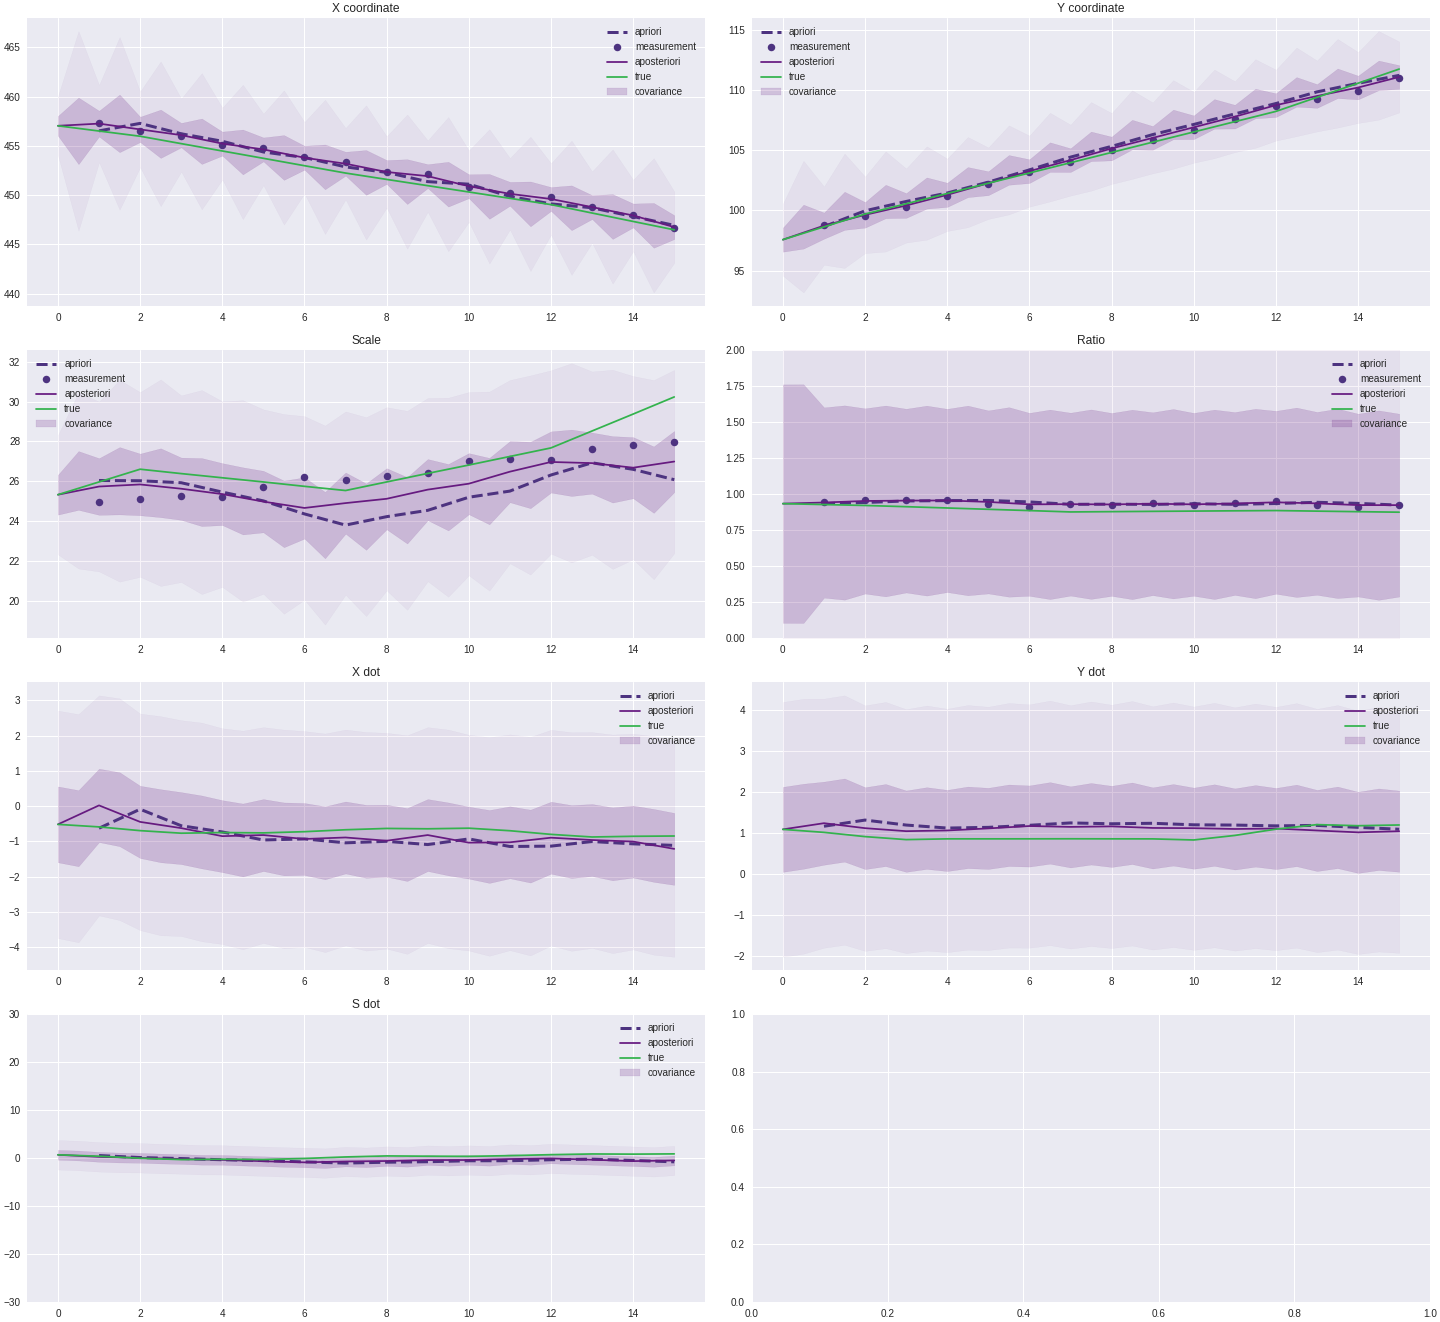 X coordinate
465
460
455
450
445
440
0 2 4 6 8 10 12 14
apriori
measurement
aposteriori
true
covariance
Y coordinate
115
110
105
100
95
0 2 4 6 8 10 12 14
apriori
measurement
aposteriori
true
covariance
Scale
32
30
28
26
24
22
20
0 2 4 6 8 10 12 14
apriori
measurement
aposteriori
true
covariance
Ratio
2.00
1.75
1.50
1.25
1.00
0.75
0.50
0.25
0.00
0 2 4 6 8 10 12 14
apriori
measurement
aposteriori
true
covariance
X dot
3
2
1
0
−1
−2
−3
−4
0 2 4 6 8 10 12 14
apriori
aposteriori
true
covariance
Y dot
4
3
2
1
0
−1
−2
0 2 4 6 8 10 12 14
apriori
aposteriori
true
covariance
S dot
30
20
10
0
−10
−20
−30
0 2 4 6 8 10 12 14
apriori
aposteriori
true
covariance
1.0
0.8
0.6
0.4
0.2
0.0
0.0 0.2 0.4 0.6 0.8 1.0